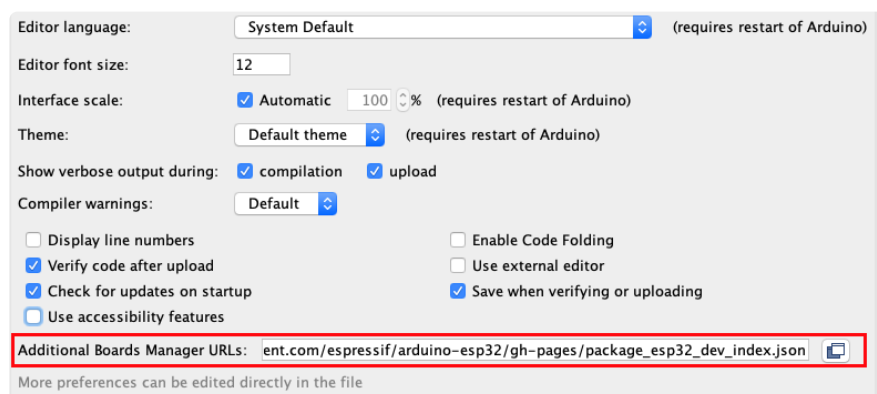 Editor language: System Default (requires restart of Arduino)
Editor font size: 12
Interface scale: Automatic 100 % (requires restart of Arduino)
Theme: Default theme (requires restart of Arduino)
Show verbose output during: compilation upload
Compiler warnings: Default
Display line numbers Enable Code Folding
Verify code after upload Use external editor
Check for updates on startup Save when verifying or uploading
Use accessibility features
Additional Boards Manager URLs: ent.com/espressif/arduino-esp32/gh-pages/package_esp32_dev_index.json
More preferences can be edited directly in the file